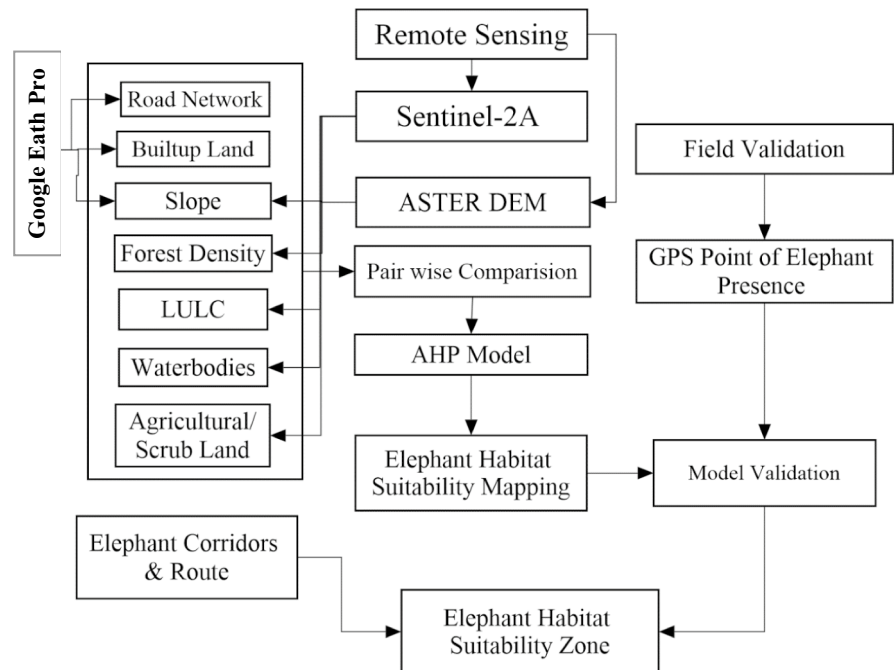 Google Eath Pro
Road Network
Builtup Land
Slope
Forest Density
LULC
Waterbodies
Agricultural/
Scrub Land
Remote Sensing
Sentinel-2A
ASTER DEM
Pair wise Comparision
AHP Model
Elephant Habitat
Suitability Mapping
Field Validation
GPS Point of Elephant
Presence
Model Validation
Elephant Corridors
& Route
Elephant Habitat
Suitability Zone